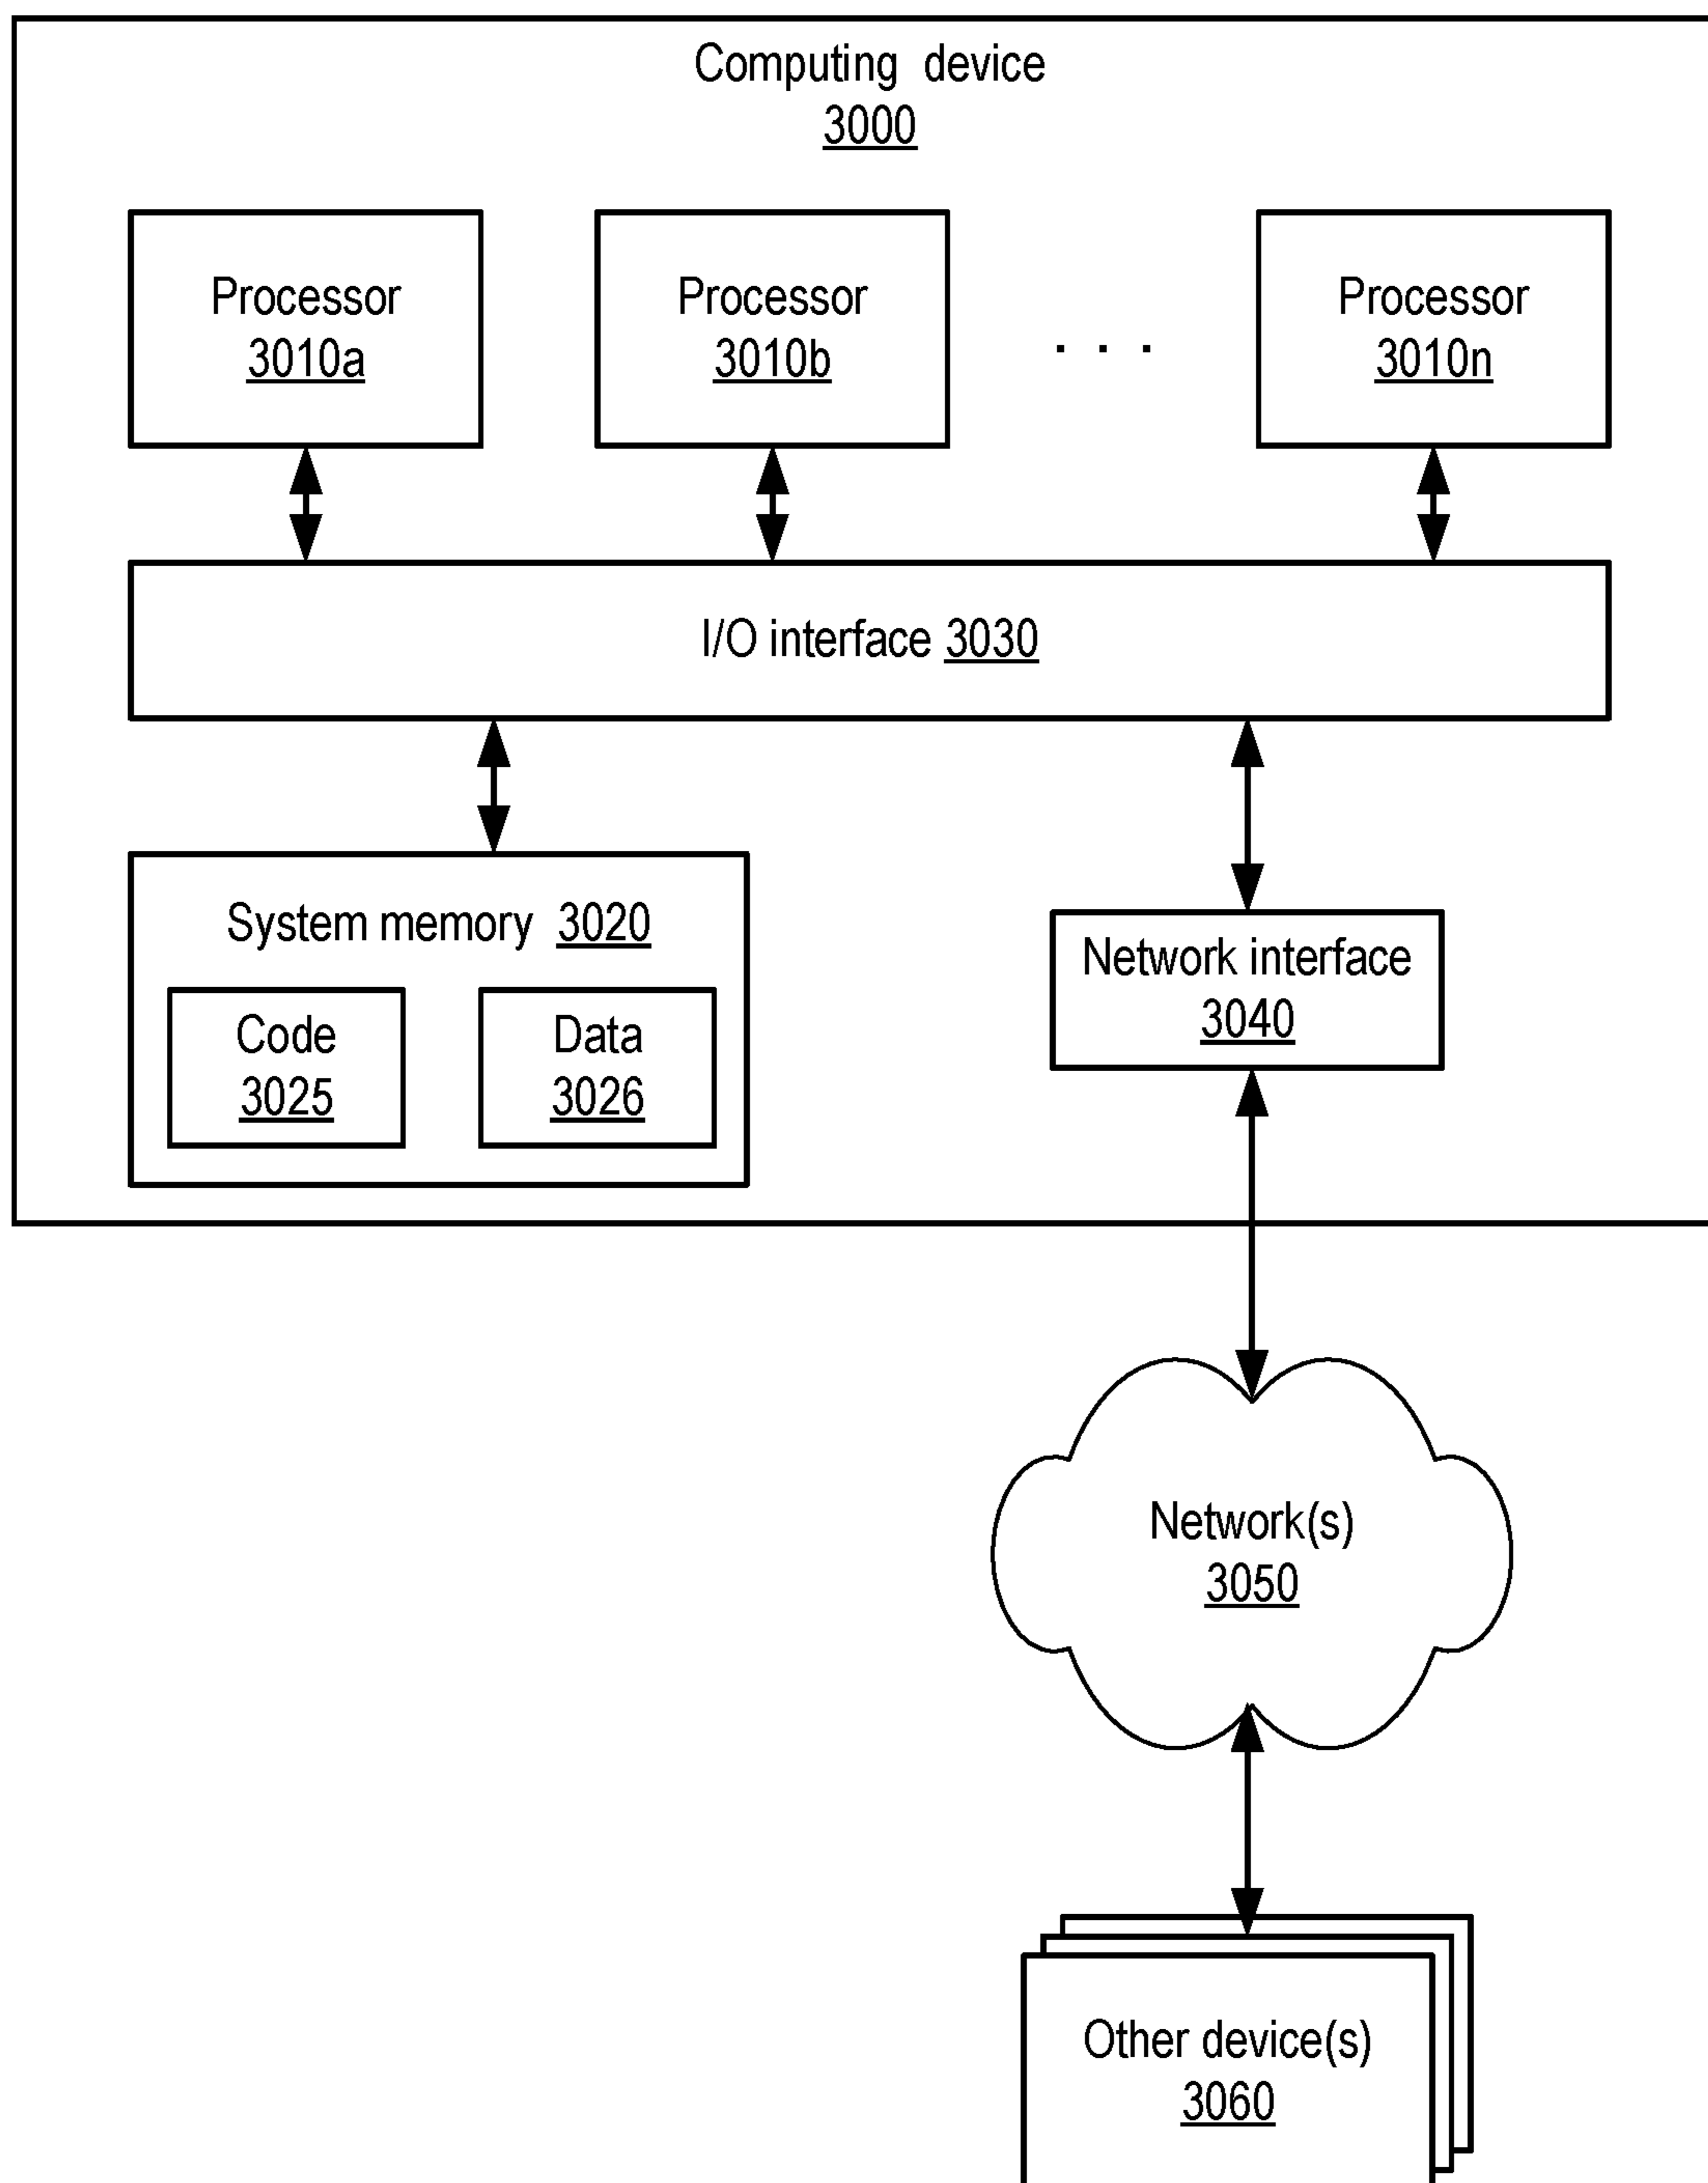 Computing device
3000
Processor
3010a
Processor
3010b
. . .
Processor
3010n
I/O interface 3030
System memory 3020
Code
3025
Data
3026
Network interface
3040
Network(s)
3050
Other device(s)
3060